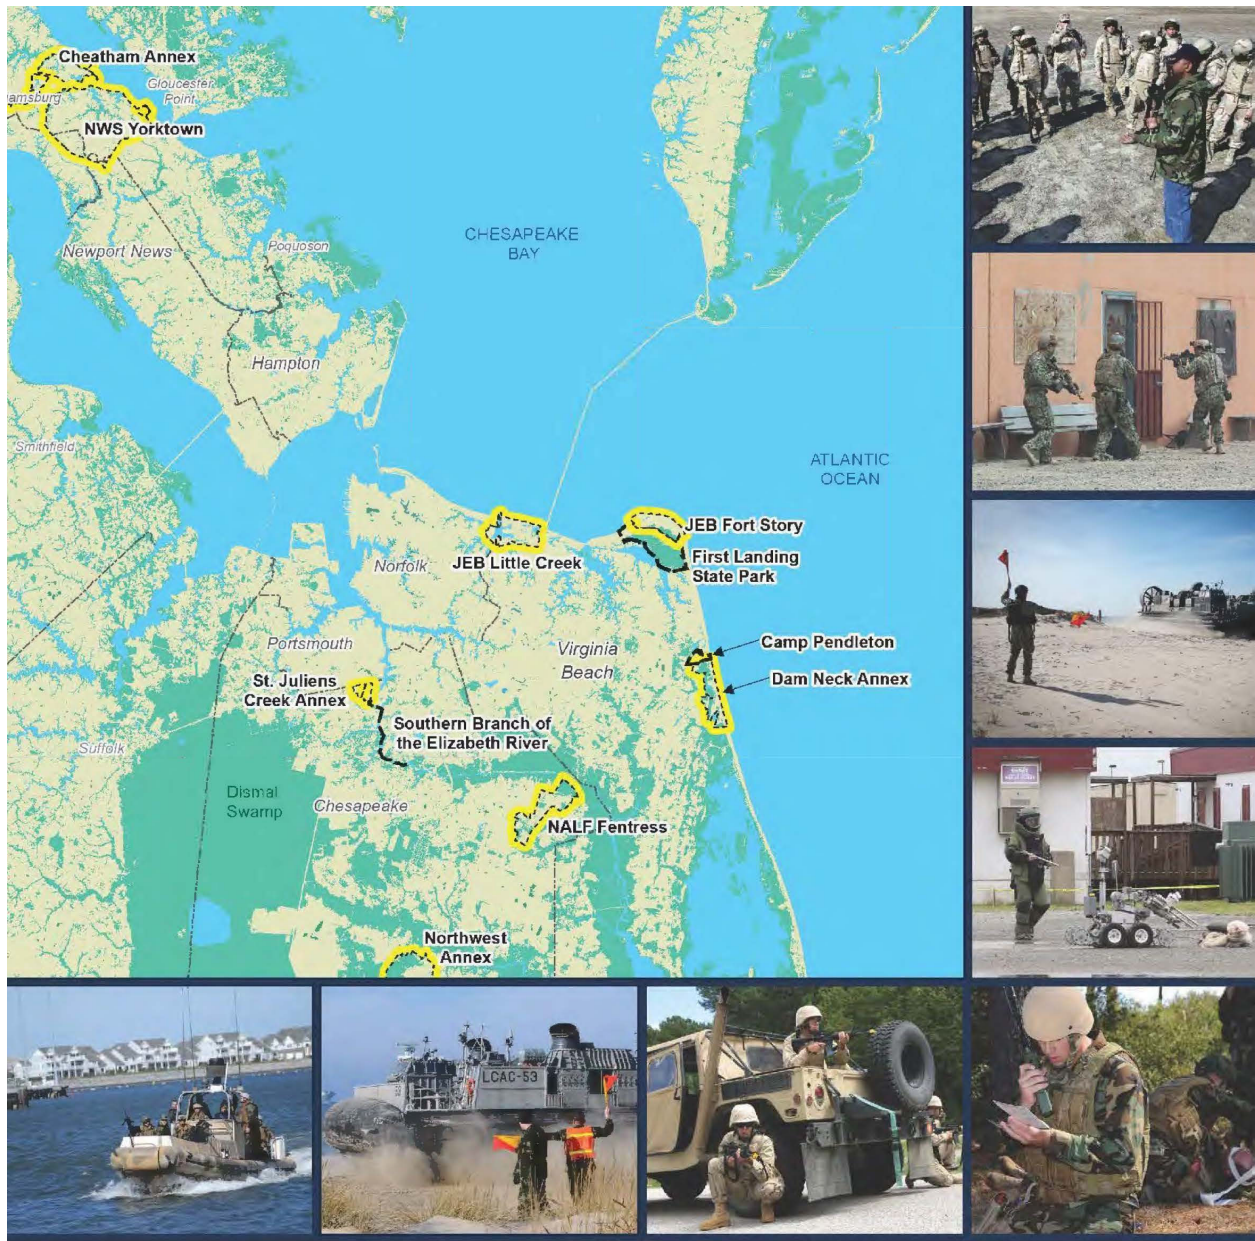 Cheatham Annex
Gloucester
Point
amsburg
NWS Yorktown
Newport News
Poquoson
CHESAPEAKE
BAY
Hampton
Smithfield
ATLANTIC
OCEAN
JEB Fort Story
JEB Little Creek
First Landing
State Park
Norfolk
Portsmouth
Virginia
Beach
Camp Pendleton
Dam Neck Annex
St. Juliens
Creek Annex
Southern Branch of
the Elizabeth River
Suffolk
Dismal
Swamp
Chesapeake
NALF Fentress
Northwest
Annex
LCAC-53